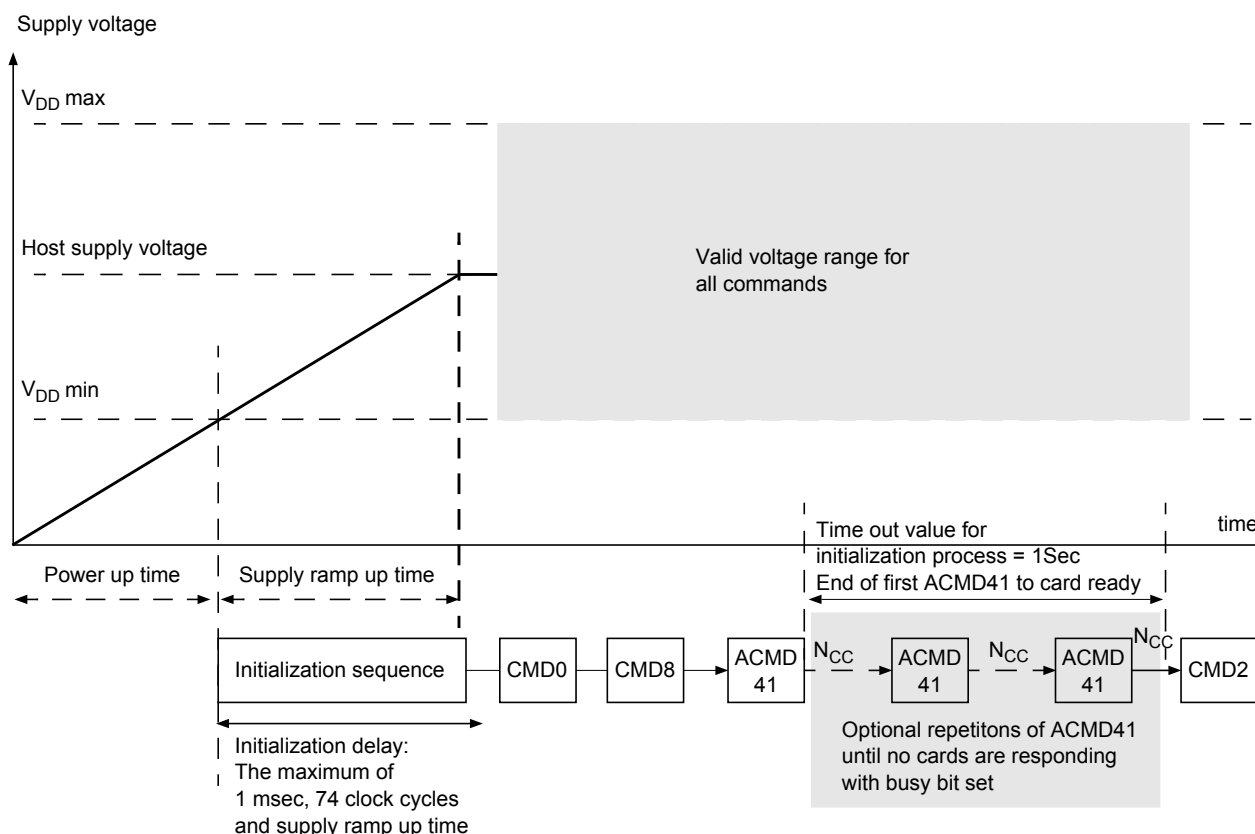 Supply voltage
VDD max
Host supply voltage
Valid voltage range for
all commands
VDD min
time
Time out value for
initialization process = 1Sec
End of first ACMD41 to card ready
Power up time
Supply ramp up time
Initialization sequence
CMD0
CMD8
ACMD
41
NCC
ACMD
41
NCC
ACMD
41
NCC
CMD2
Initialization delay:
The maximum of
1 msec, 74 clock cycles
and supply ramp up time
Optional repetitons of ACMD41
until no cards are responding
with busy bit set